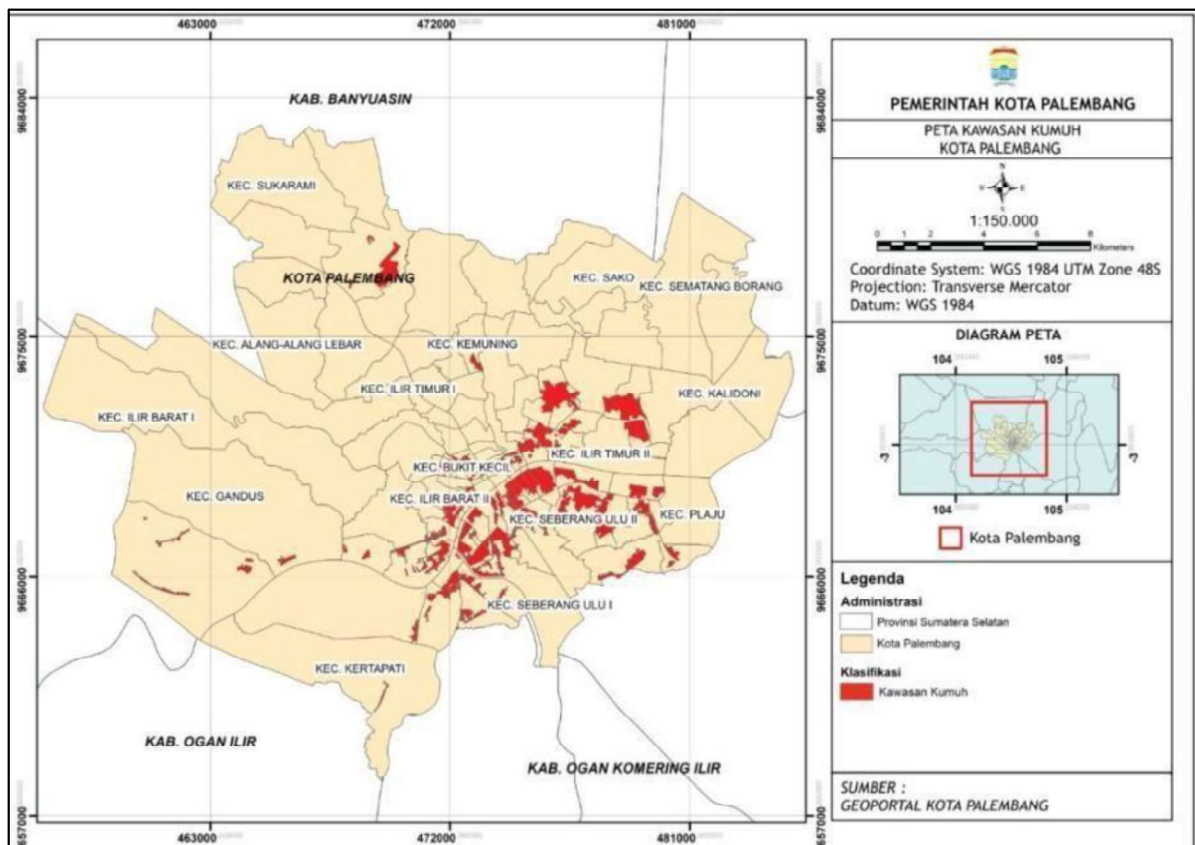 463000
472000
481000
9684000
9684000
KAB. BANYUASIN
KEC. SUKARAMI
KOTA PALEMBANG
KEC. SAKO
KEC. SEMATANG BORANG
9675000
9675000
KEC. ALANG-ALANG LEBAR
KEC. KEMUNING
KEC. ILIR TIMUR I
KEC. KALIDONI
KEC. ILIR BARAT I
KEC. ILIR TIMUR II
KEC. BUKIT KECIL
KEC. GANDUS
KEC. ILIR BARAT II
KEC. SEBERANG ULU II
KEC. PLAJU
9666000
9666000
KEC. SEBERANG ULU I
KEC. KERTAPATI
KAB. OGAN ILIR
KAB. OGAN KOMERING ILIR
657000
9657000
463000
472000
481000
PEMERINTAH KOTA PALEMBANG
PETA KAWASAN KUMUH
KOTA PALEMBANG
N
W
E
S
1:150.000
0 1 2 4 6 8
Kilometers
Coordinate System: WGS 1984 UTM Zone 48S
Projection: Transverse Mercator
Datum: WGS 1984
DIAGRAM PETA
104
105
-3
-3
104
105
Kota Palembang
Legenda
Administrasi
Provinsi Sumatera Selatan
Kota Palembang
Klasifikasi
Kawasan Kumuh
SUMBER :
GEOPORTAL KOTA PALEMBANG